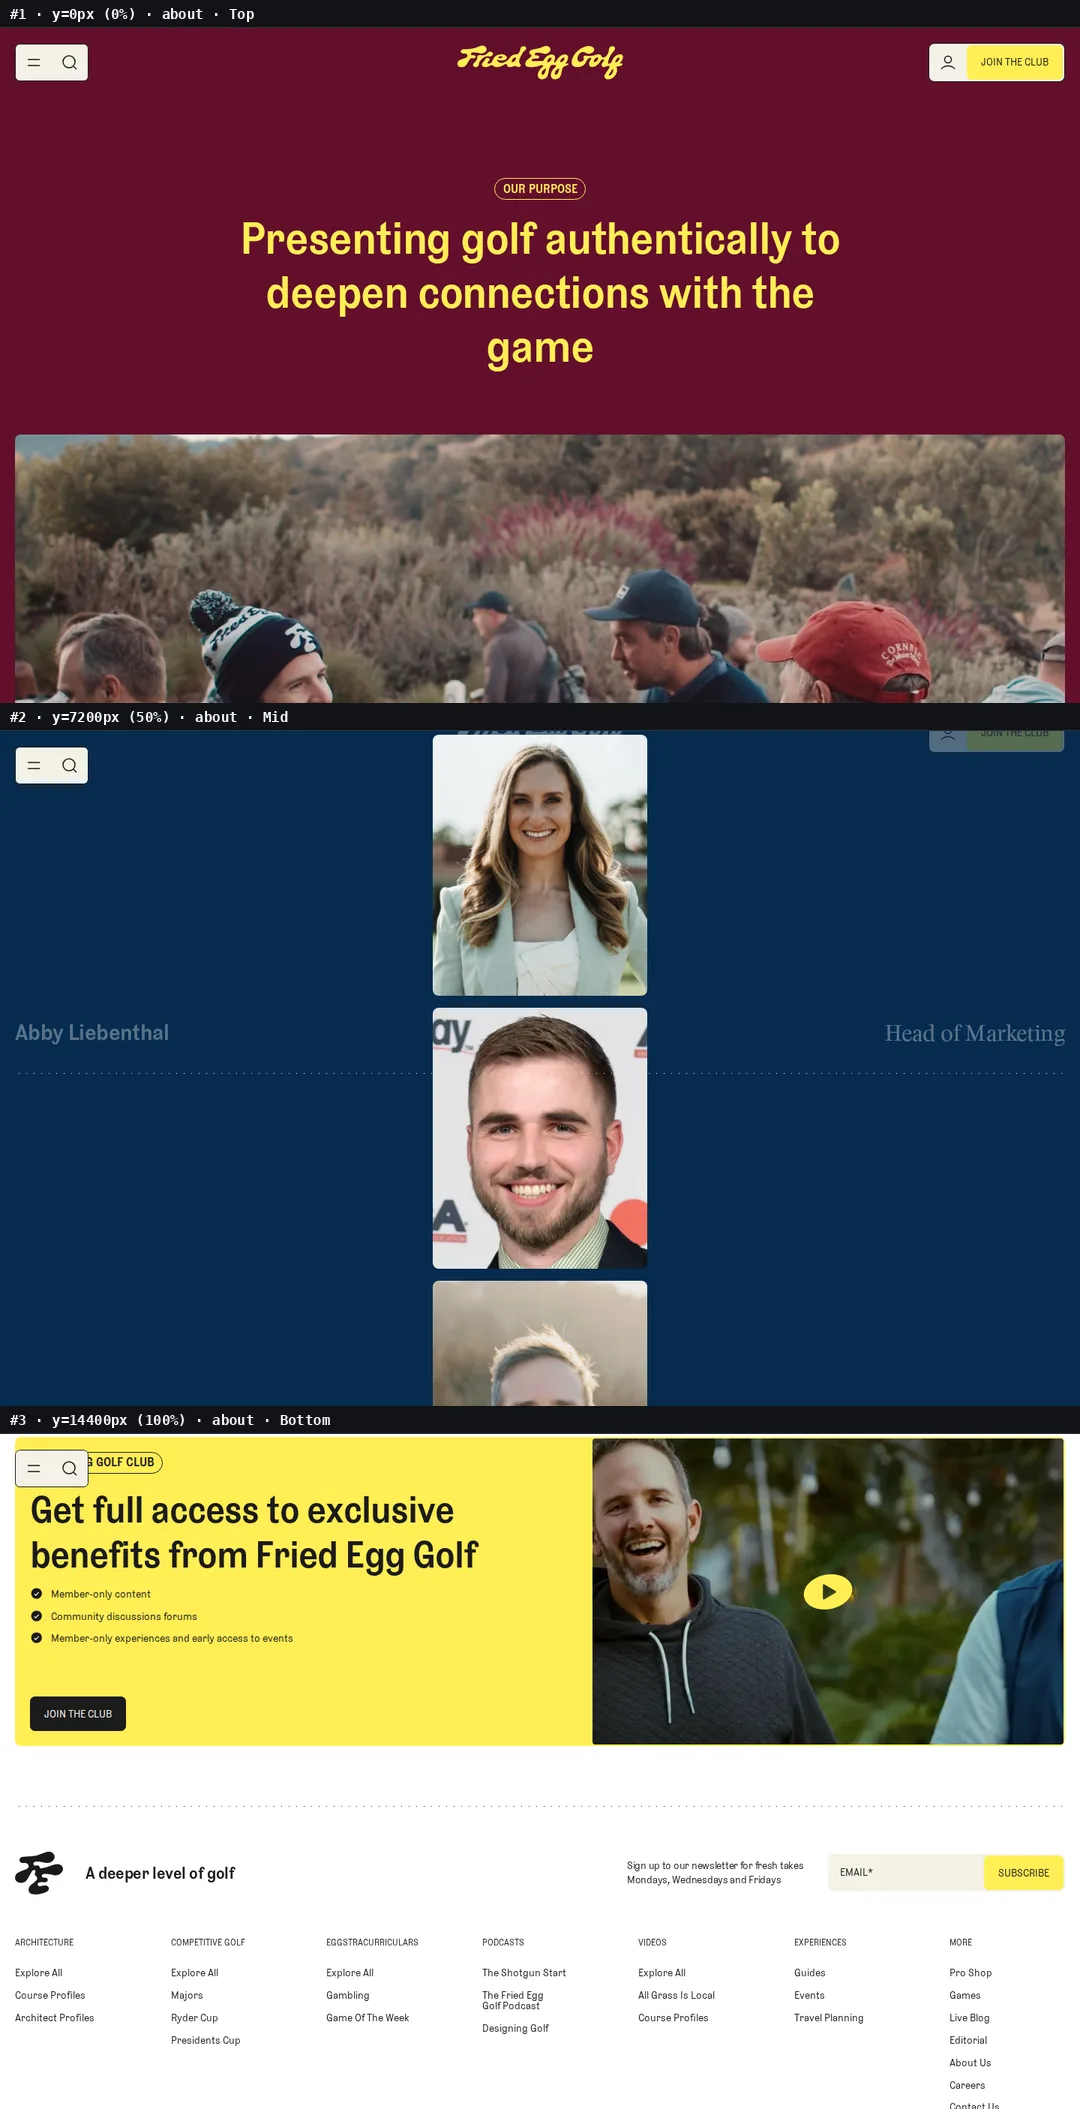 #1 · y=0px (0%) · about · Top
Fried Egg Golf
JOIN THE CLUB
OUR PURPOSE
Presenting golf authentically to
deepen connections with the
game
CORNE
#2 · y=7200px (50%) · about · Mid
JOIN THE CLUB
Abby Liebenthal
Head of Marketing
#3 · y=14400px (100%) · about · Bottom
G GOLF CLUB
Get full access to exclusive
benefits from Fried Egg Golf
Member-only content
Community discussions forums
Member-only experiences and early access to events
JOIN THE CLUB
A deeper level of golf
Sign up to our newsletter for fresh takes
Mondays, Wednesdays and Fridays
EMAIL*
SUBSCRIBE
ARCHITECTURE
Explore All
Course Profiles
Architect Profiles
COMPETITIVE GOLF
Explore All
Majors
Ryder Cup
Presidents Cup
EGGSTRACURRICULARS
Explore All
Gambling
Game Of The Week
PODCASTS
The Shotgun Start
The Fried Egg
Golf Podcast
Designing Golf
VIDEOS
Explore All
All Grass Is Local
Course Profiles
EXPERIENCES
Guides
Events
Travel Planning
MORE
Pro Shop
Games
Live Blog
Editorial
About Us
Careers
Contact Us